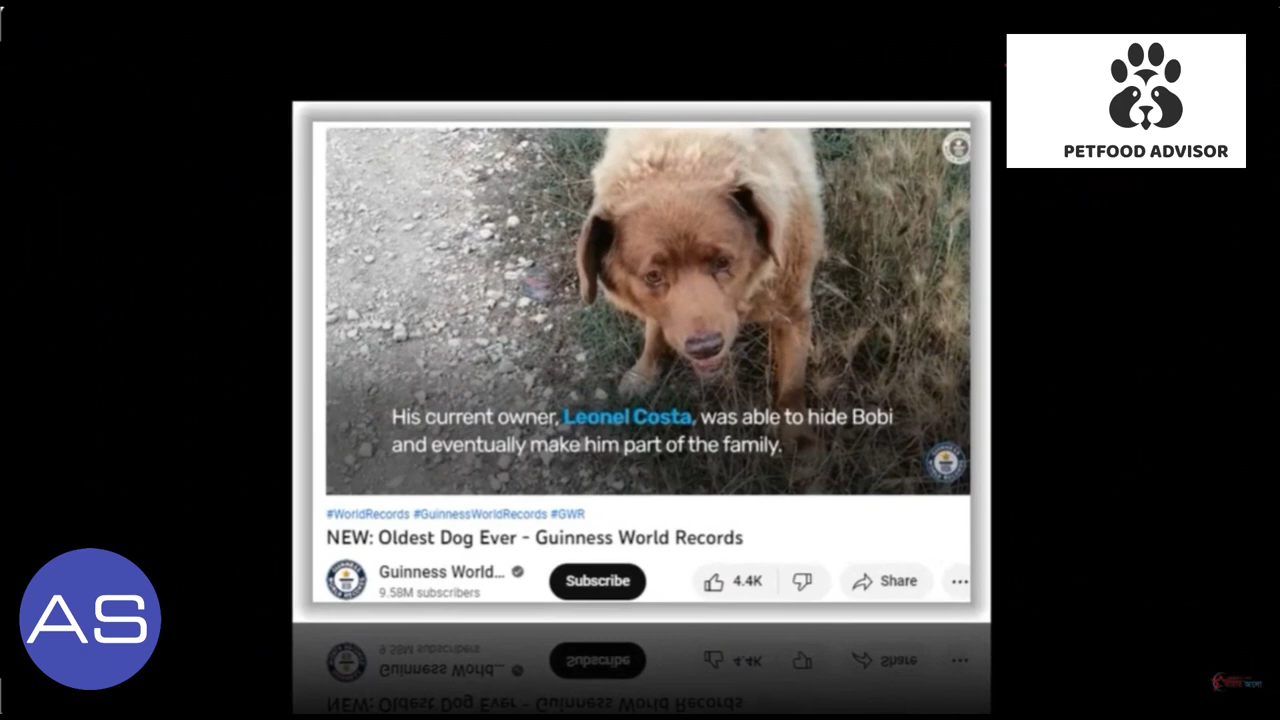 PETFOOD ADVISOR
His current owner, Leonel Costa, was able to hide Bobi
and eventually make him part of the family.
#WorldRecords #GuinnessWorldRecords #GWR
NEW: Oldest Dog Ever - Guinness World Records
Guinness World...
9.58M subscribers
Subscribe
4.4K
Share
AS